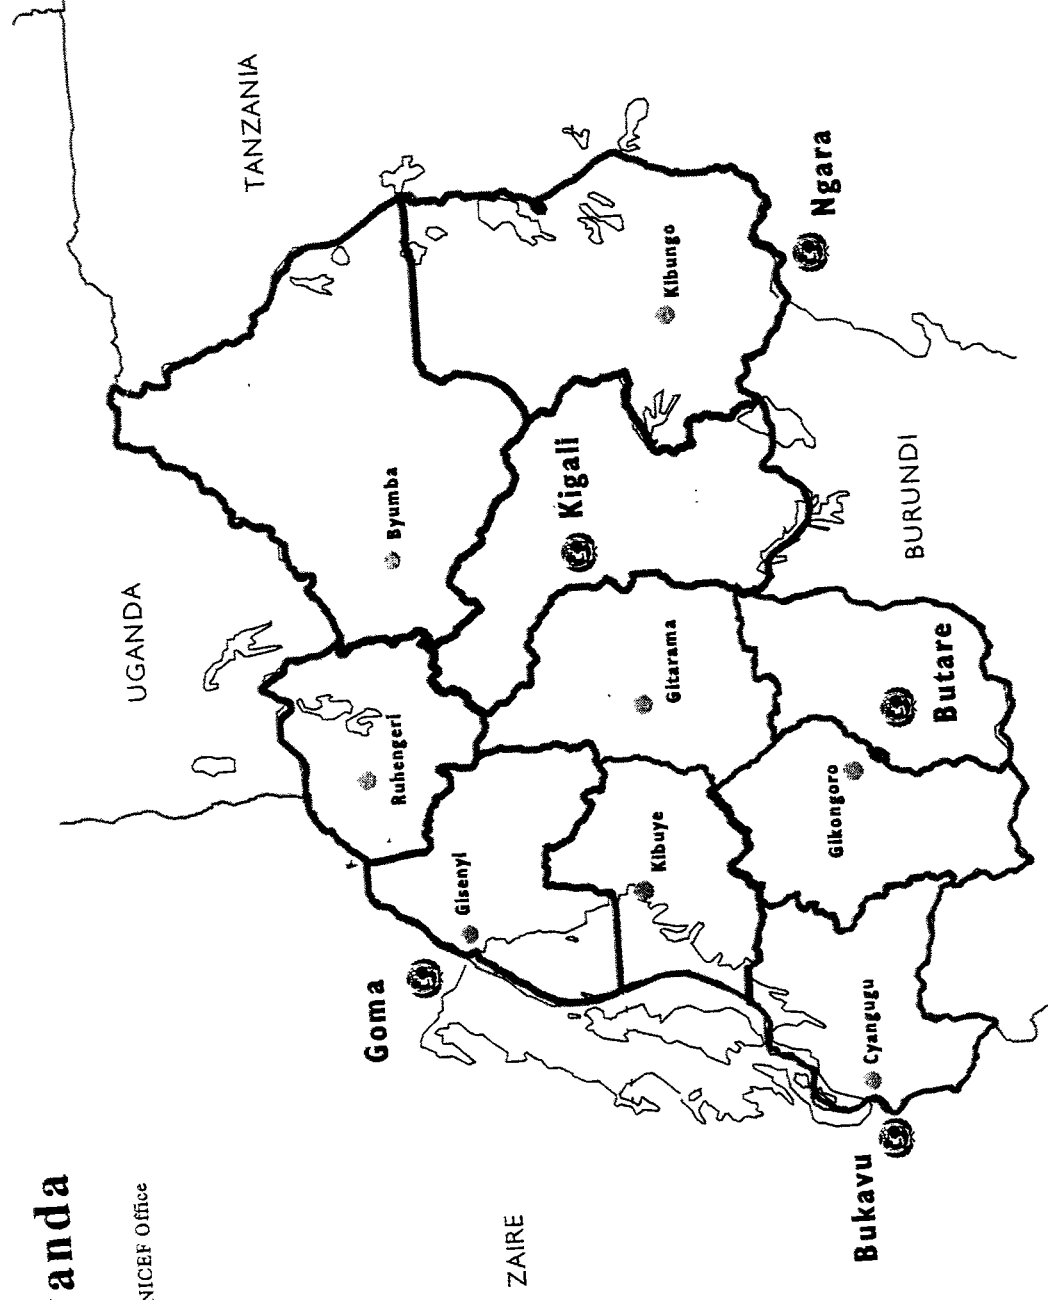 anda
NICEF Office
UGANDA
TANZANIA
Ruhengeri
Byumba
Goma
Gisenyi
ZAIRE
Kigali
Kibungo
Kibuye
Gitarama
Ngara
Gikongoro
Cyangugu
Bukavu
Butare
BURUNDI